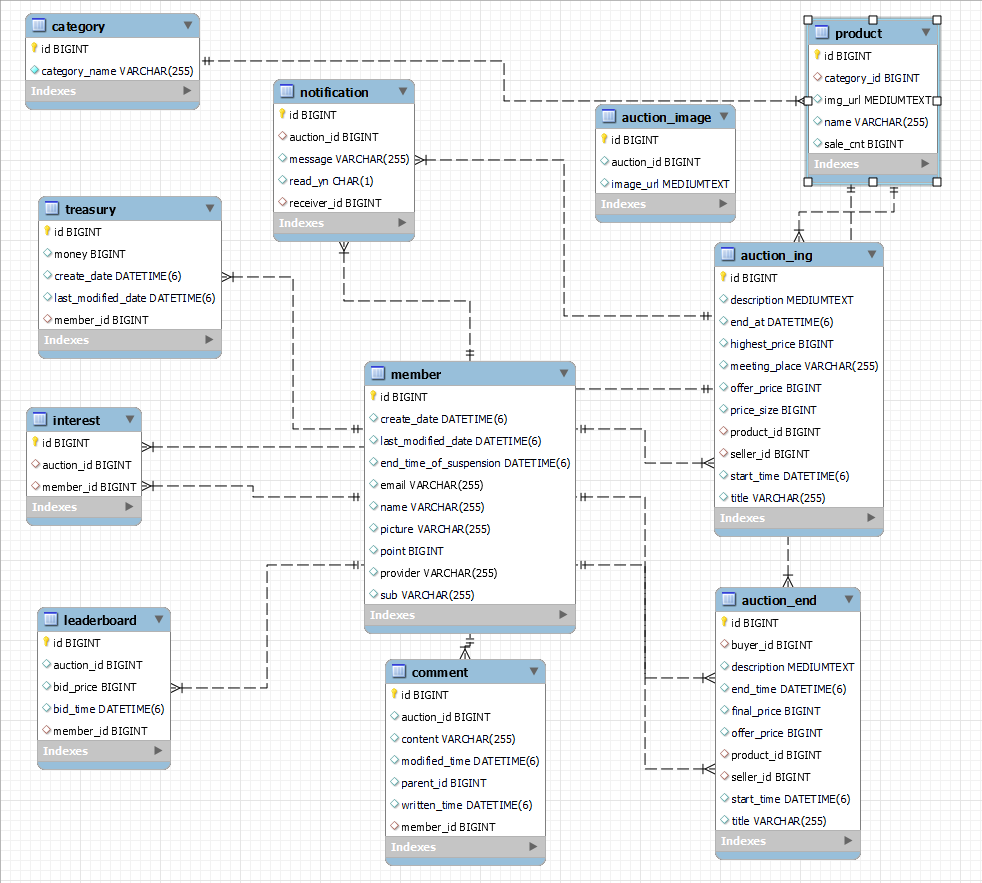 category
id BIGINT
category_name VARCHAR(255)
Indexes
notification
id BIGINT
auction_id BIGINT
message VARCHAR(255)
read_yn CHAR(1)
receiver_id BIGINT
Indexes
auction_image
id BIGINT
auction_id BIGINT
image_url MEDIUMTEXT
Indexes
product
id BIGINT
category_id BIGINT
img_url MEDIUMTEXT
name VARCHAR(255)
sale_cnt BIGINT
Indexes
treasury
id BIGINT
money BIGINT
create_date DATETIME(6)
last_modified_date DATETIME(6)
member_id BIGINT
Indexes
auction_ing
id BIGINT
description MEDIUMTEXT
end_at DATETIME(6)
highest_price BIGINT
meeting_place VARCHAR(255)
offer_price BIGINT
price_size BIGINT
product_id BIGINT
seller_id BIGINT
start_time DATETIME(6)
title VARCHAR(255)
Indexes
member
id BIGINT
create_date DATETIME(6)
last_modified_date DATETIME(6)
end_time_of_suspension DATETIME(6)
email VARCHAR(255)
name VARCHAR(255)
picture VARCHAR(255)
point BIGINT
provider VARCHAR(255)
sub VARCHAR(255)
Indexes
interest
id BIGINT
auction_id BIGINT
member_id BIGINT
Indexes
leaderboard
id BIGINT
auction_id BIGINT
bid_price BIGINT
bid_time DATETIME(6)
member_id BIGINT
Indexes
comment
id BIGINT
auction_id BIGINT
content VARCHAR(255)
modified_time DATETIME(6)
parent_id BIGINT
written_time DATETIME(6)
member_id BIGINT
Indexes
auction_end
id BIGINT
buyer_id BIGINT
description MEDIUMTEXT
end_time DATETIME(6)
final_price BIGINT
offer_price BIGINT
product_id BIGINT
seller_id BIGINT
start_time DATETIME(6)
title VARCHAR(255)
Indexes